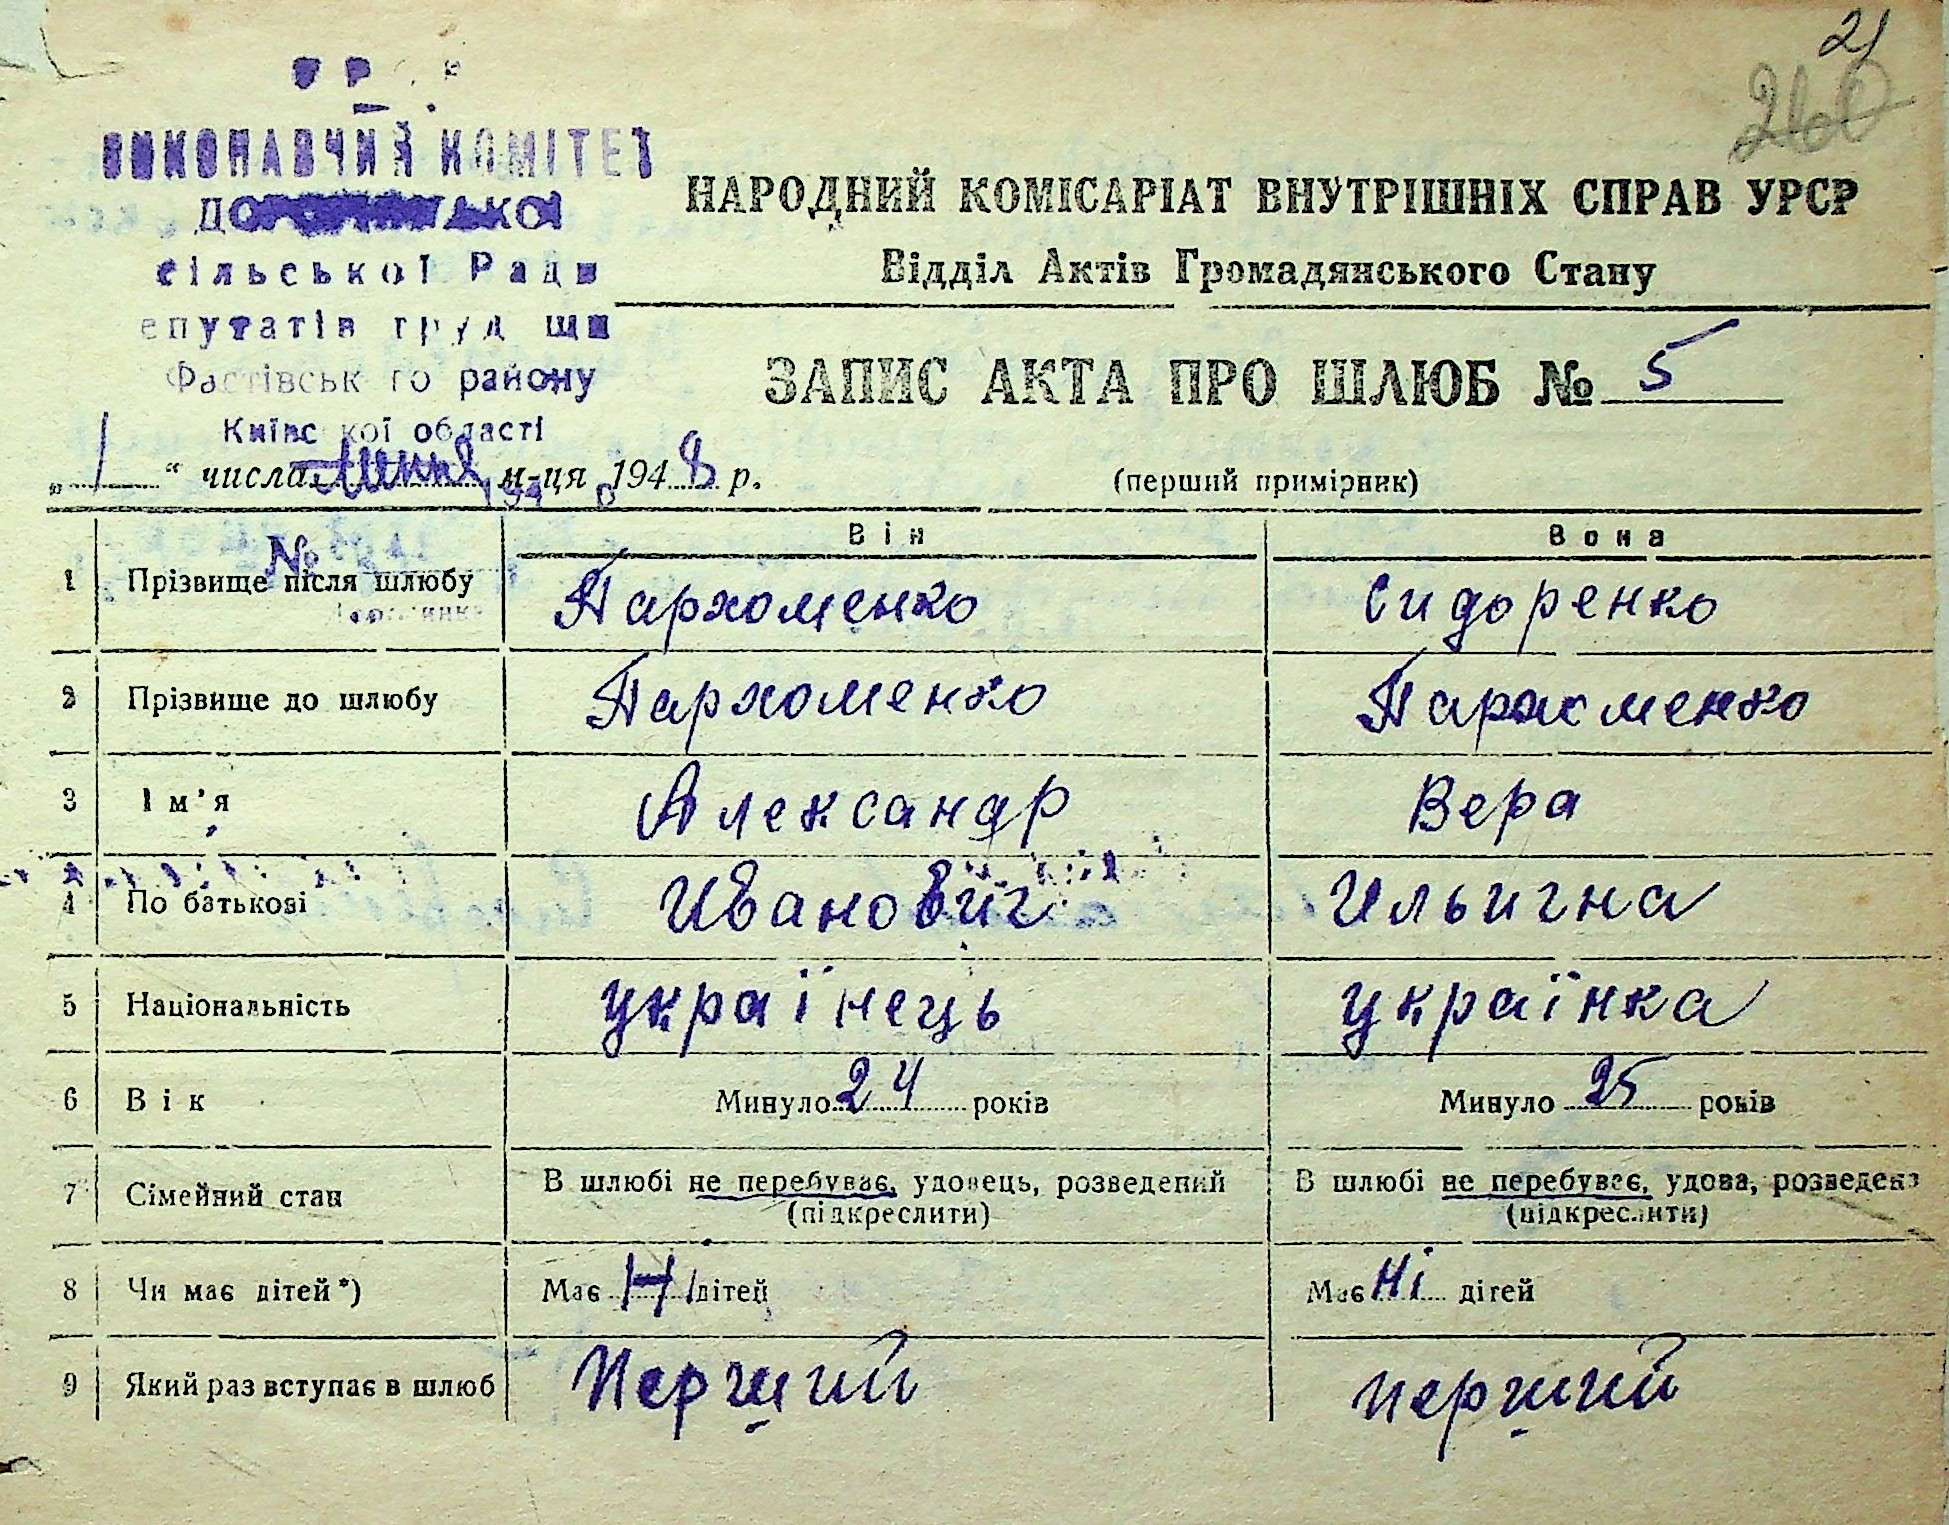 21
260
ВИКОНАВЧИЙ КОМІТЕТ
сільської Ради
епутатів труд щи
Фастівськ го району
Київс кої області
НАРОДНИЙ КОМІСАРІАТ ВНУТРІШНІХ СПРАВ УРСР
Відділ Актів Громадянського Стану
ЗАПИС АКТА ПРО ШЛЮБ № 5
„ 1 “ числа липня м-ця 1948 р.
(перший примірник)
Він Вона
№
1 Прізвище після шлюбу Пархоменко Сидоренко
2 Прізвище до шлюбу Пархоменко Пархоменко
3 Ім’я Александр Вера
4 По батькові Иванович Ильична
5 Національність українець українка
6 Вік Минуло 24 років Минуло 25 років
7 Сімейний стан В шлюбі не перебуває, удовець, розведений В шлюбі не перебуває, удова, розведена
(підкреслити) (підкреслити)
8 Чи має дітей*) Має Ні дітей Має Ні дітей
9 Який раз вступає в шлюб Перший перший